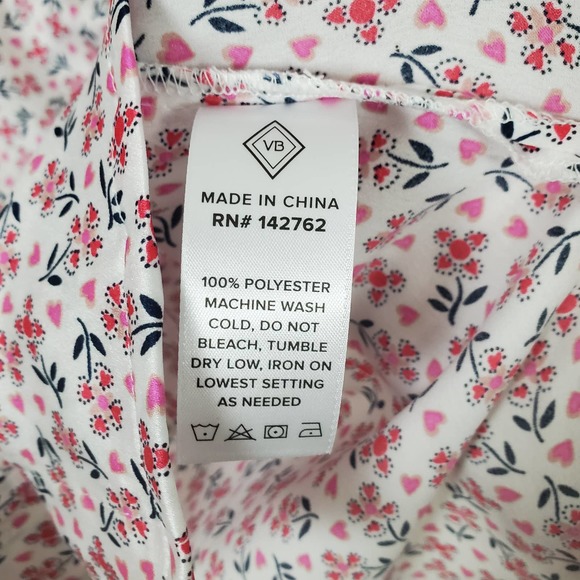 VB
MADE IN CHINA
RN# 142762
100% POLYESTER
MACHINE WASH
COLD, DO NOT
BLEACH, TUMBLE
DRY LOW, IRON ON
LOWEST SETTING
AS NEEDED